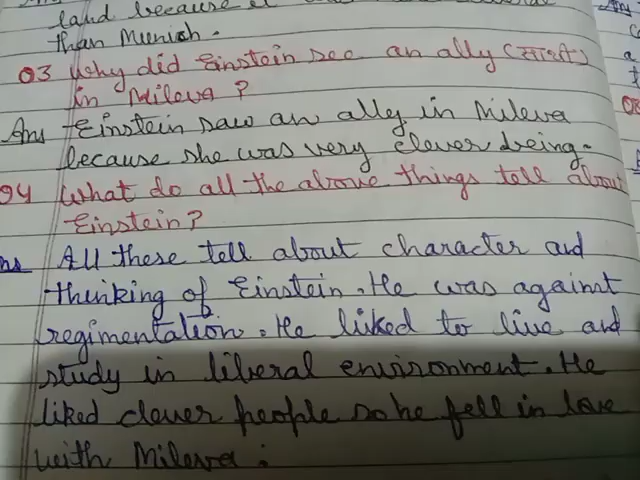 land because it
than Munich.
Q3 Why did Einstein see an ally (साथी)
in Mileva?
Ans Einstein saw an ally in Mileva
because she was very clever being.
Q4 What do all the above things tell about
Einstein?
Ans All these tell about character and
thinking of Einstein. He was against
regimentation. He liked to live and
study in liberal environment. He
liked clever people so he fell in love
with Mileva.